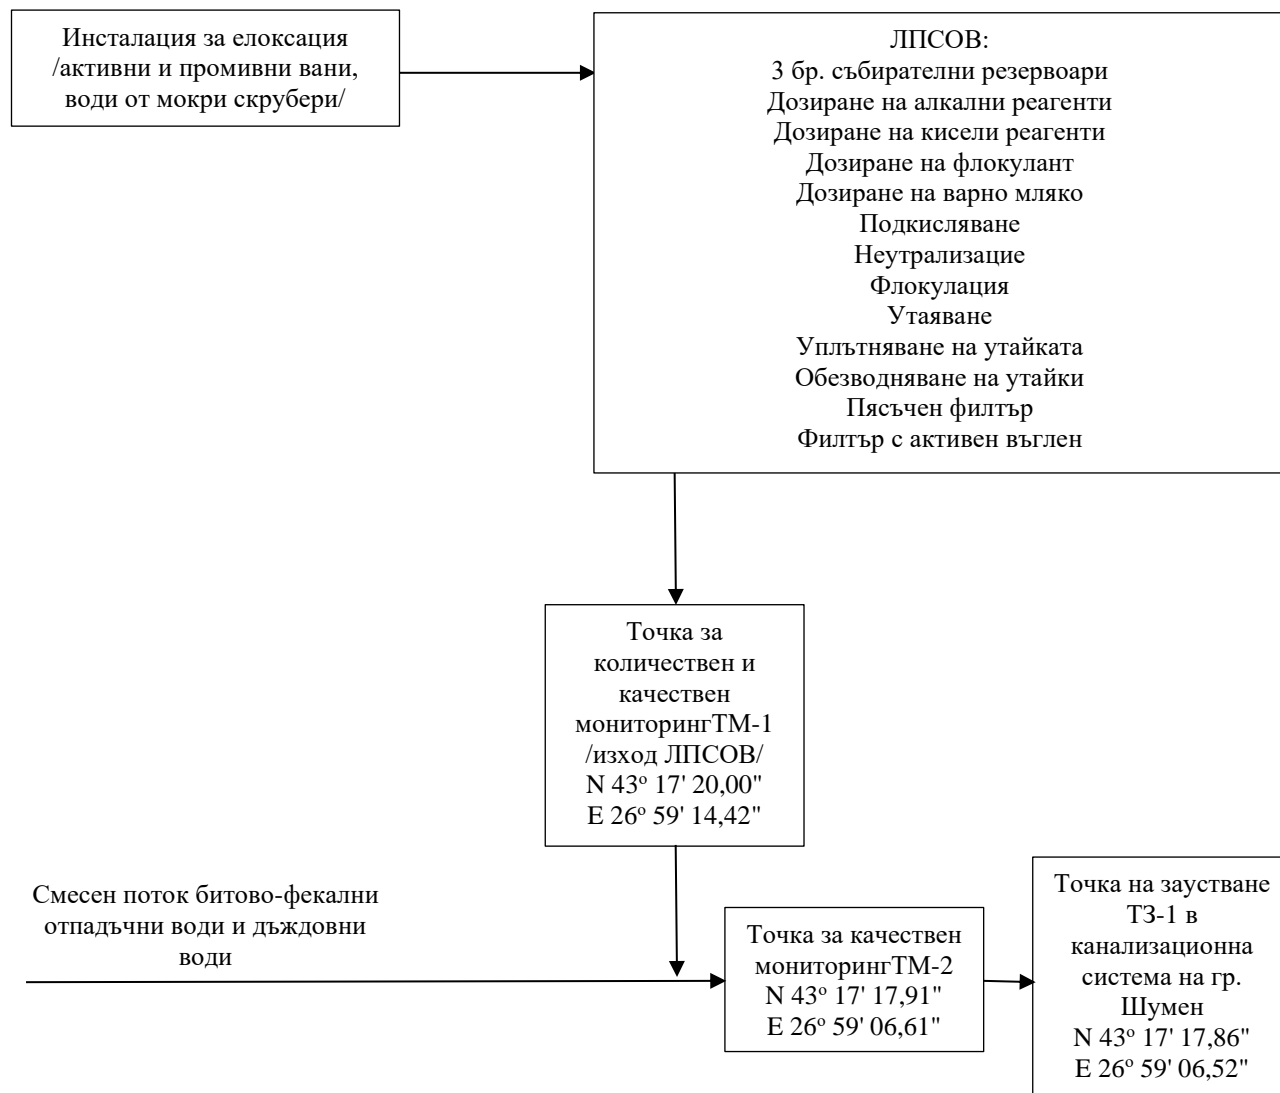 Инсталация за елоксация
/активни и промивни вани,
води от мокри скрубери/
ЛПСОВ:
3 бр. събирателни резервоари
Дозиране на алкални реагенти
Дозиране на кисели реагенти
Дозиране на флокулант
Дозиране на варно мляко
Подкисляване
Неутрализацие
Флокулация
Утаяване
Уплътняване на утайката
Обезводняване на утайки
Пясъчен филтър
Филтър с активен въглен
Точка за
количествен и
качествен
мониторингТМ-1
/изход ЛПСОВ/
N 43º 17' 20,00"
E 26º 59' 14,42"
Смесен поток битово-фекални
отпадъчни води и дъждовни
води
Точка за качествен
мониторингТМ-2
N 43º 17' 17,91"
E 26º 59' 06,61"
Точка на заустване
ТЗ-1 в
канализационна
система на гр.
Шумен
N 43º 17' 17,86"
E 26º 59' 06,52"